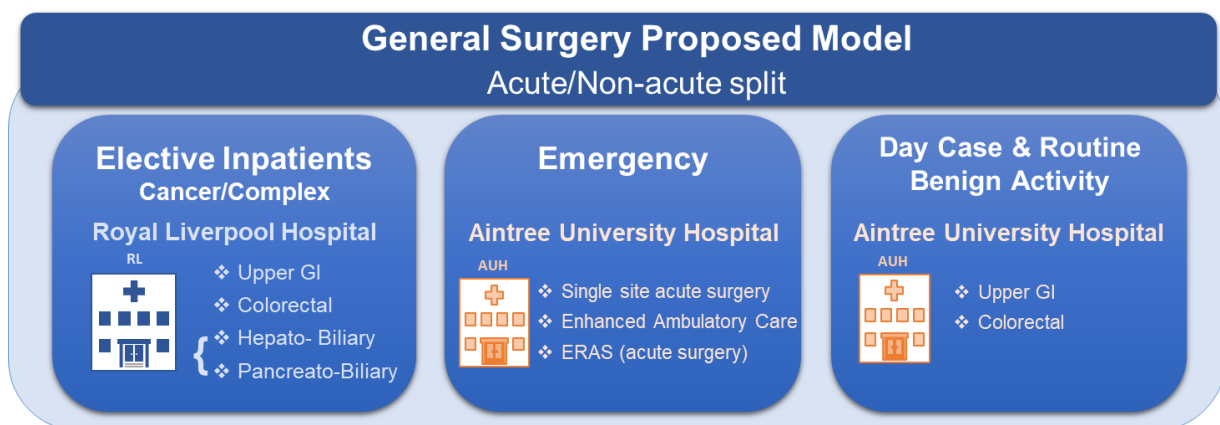 General Surgery Proposed Model
Acute/Non-acute split
Elective Inpatients
Cancer/Complex
Royal Liverpool Hospital
RL
❖ Upper GI
❖ Colorectal
❖ Hepato- Biliary
❖ Pancreato-Biliary
Emergency
Aintree University Hospital
AUH
❖ Single site acute surgery
❖ Enhanced Ambulatory Care
❖ ERAS (acute surgery)
Day Case & Routine
Benign Activity
Aintree University Hospital
AUH
❖ Upper GI
❖ Colorectal